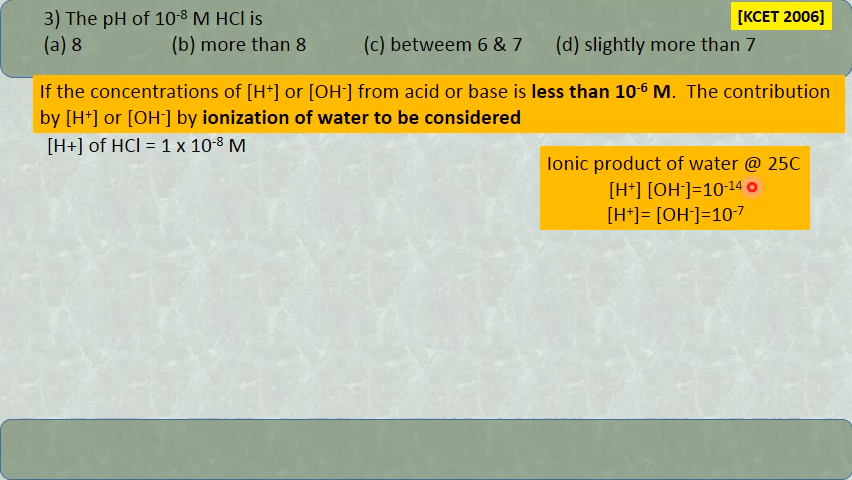 3) The pH of 10⁻⁸ M HCl is
[KCET 2006]
(a) 8 (b) more than 8 (c) betweem 6 & 7 (d) slightly more than 7
If the concentrations of [H⁺] or [OH⁻] from acid or base is less than 10⁻⁶ M. The contribution
by [H⁺] or [OH⁻] by ionization of water to be considered
[H+] of HCl = 1 x 10⁻⁸ M
Ionic product of water @ 25C
[H⁺] [OH⁻]=10⁻¹⁴
[H⁺]= [OH⁻]=10⁻⁷